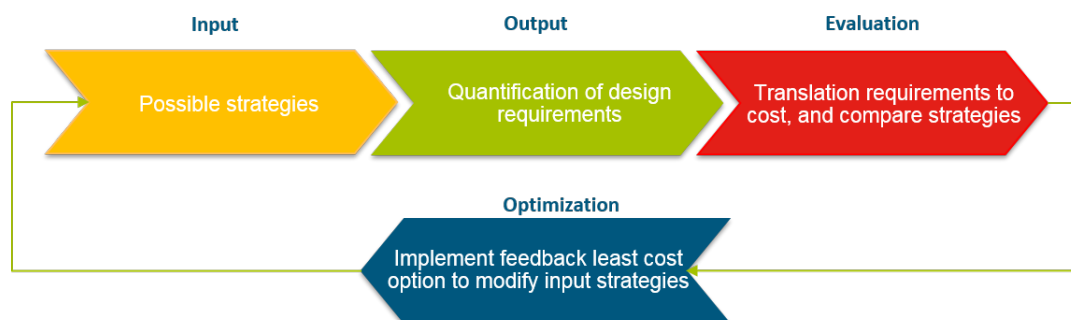 Input
Output
Evaluation
Possible strategies
Quantification of design
requirements
Translation requirements to
cost, and compare strategies
Optimization
Implement feedback least cost
option to modify input strategies